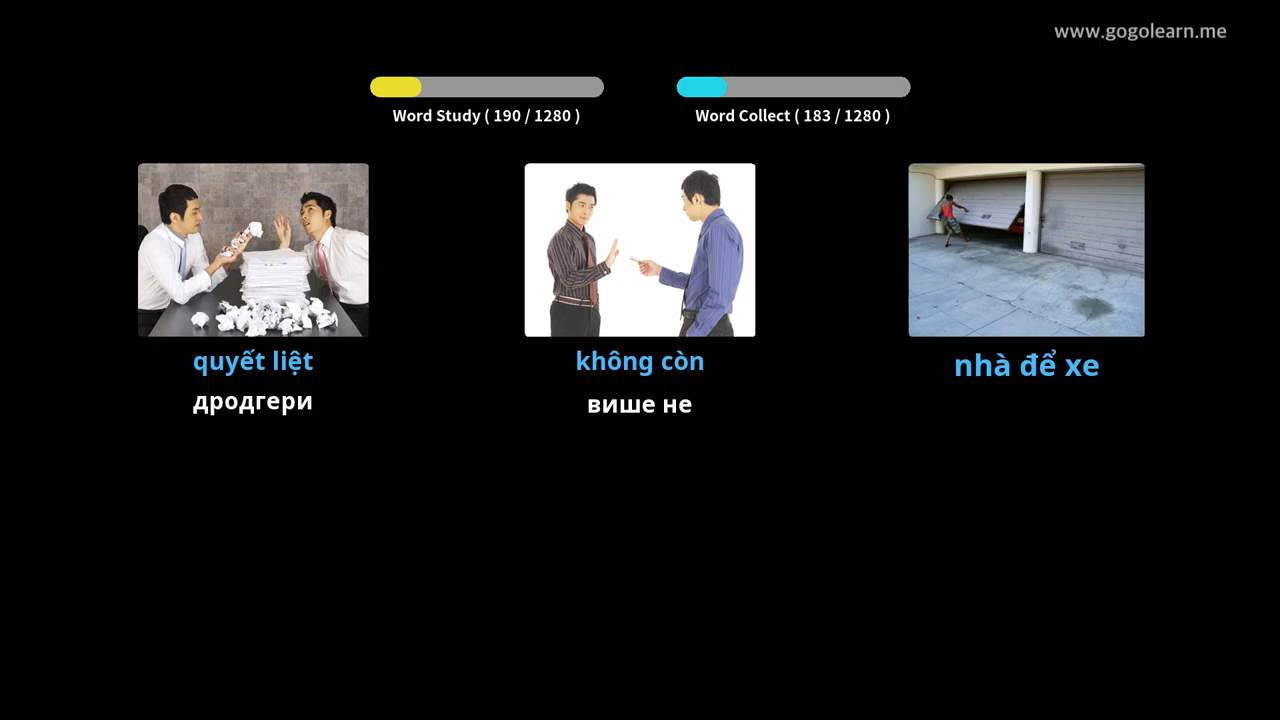 www.gogolearn.me
Word Study ( 190 / 1280 )
Word Collect ( 183 / 1280 )
quyết liệt
дродгери
không còn
више не
nhà để xe